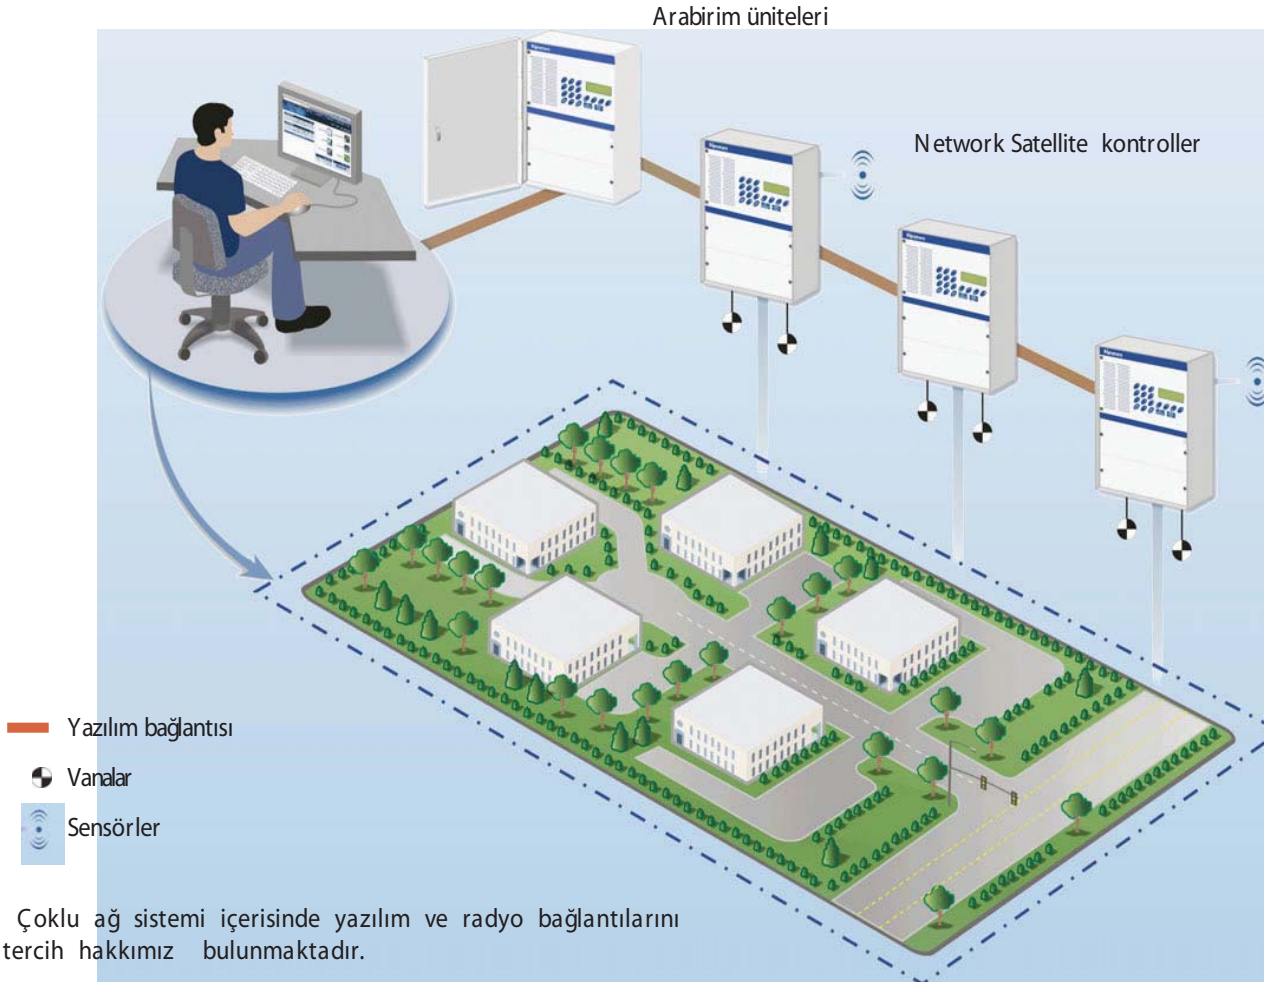 Arabirim üniteleri
Network Satellite kontroller
Yazılım bağlantısı
Vanalar
Sensörler
Çoklu ağ sistemi içerisinde yazılım ve radyo bağlantılarını
tercih hakkımız bulunmaktadır.